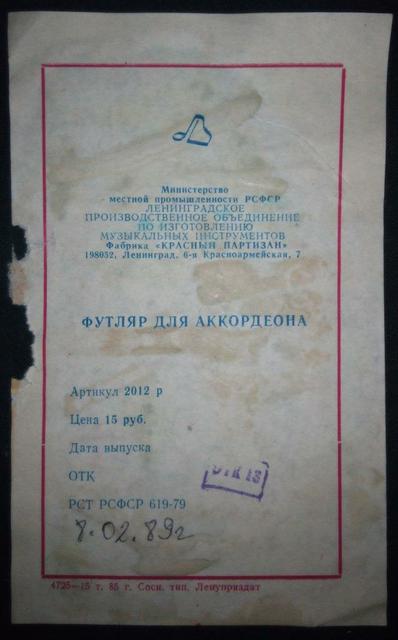 Министерство
местной промышленности РСФСР
ЛЕНИНГРАДСКОЕ
ПРОИЗВОДСТВЕННОЕ ОБЪЕДИНЕНИЕ
ПО ИЗГОТОВЛЕНИЮ
МУЗЫКАЛЬНЫХ ИНСТРУМЕНТОВ
Фабрика «КРАСНЫЙ ПАРТИЗАН»
198052, Ленинград, 6-я Красноармейская, 7
ФУТЛЯР ДЛЯ АККОРДЕОНА
Артикул 2012 р
Цена 15 руб.
Дата выпуска
ОТК
ОТК 13
РСТ РСФСР 619-79
8.02.89г
4725—15 т. 85 г. Сосн. тип. Ленуприздат